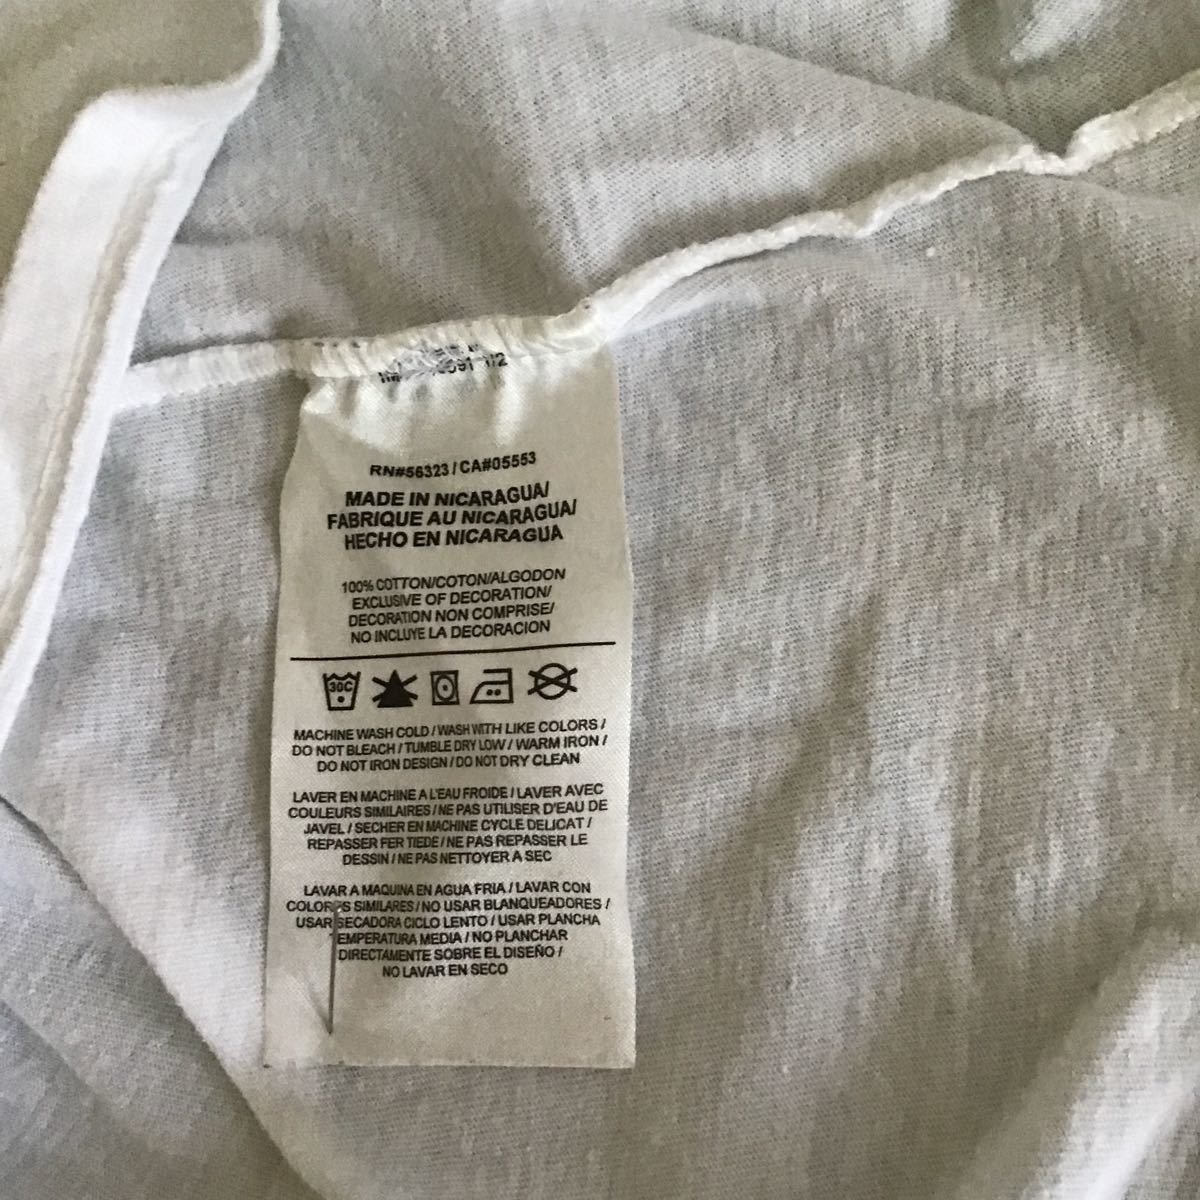 RN#56323 / CA#05553
MADE IN NICARAGUA/
FABRIQUE AU NICARAGUA/
HECHO EN NICARAGUA
100% COTTON/COTON/ALGODON
EXCLUSIVE OF DECORATION/
DECORATION NON COMPRISE/
NO INCLUYE LA DECORACION
30C
MACHINE WASH COLD / WASH WITH LIKE COLORS /
DO NOT BLEACH / TUMBLE DRY LOW / WARM IRON /
DO NOT IRON DESIGN / DO NOT DRY CLEAN
LAVER EN MACHINE A L'EAU FROIDE / LAVER AVEC
COULEURS SIMILAIRES / NE PAS UTILISER D'EAU DE
JAVEL / SECHER EN MACHINE CYCLE DELICAT /
REPASSER FER TIEDE / NE PAS REPASSER LE
DESSIN / NE PAS NETTOYER A SEC
LAVAR A MAQUINA EN AGUA FRIA / LAVAR CON
COLORES SIMILARES / NO USAR BLANQUEADORES /
USAR SECADORA CICLO LENTO / USAR PLANCHA
TEMPERATURA MEDIA / NO PLANCHAR
DIRECTAMENTE SOBRE EL DISEÑO /
NO LAVAR EN SECO